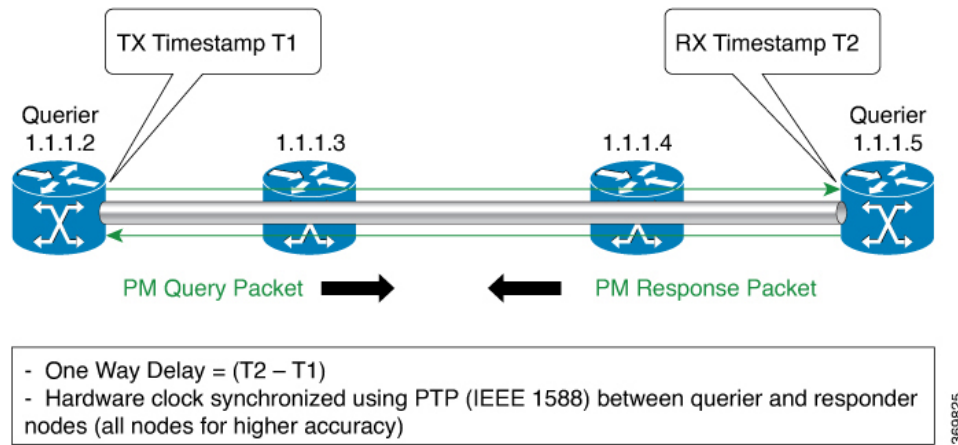 TX Timestamp T1
RX Timestamp T2
Querier
1.1.1.2
1.1.1.3
1.1.1.4
Querier
1.1.1.5
PM Query Packet
PM Response Packet
- One Way Delay = (T2 – T1)
- Hardware clock synchronized using PTP (IEEE 1588) between querier and responder
nodes (all nodes for higher accuracy)
369825